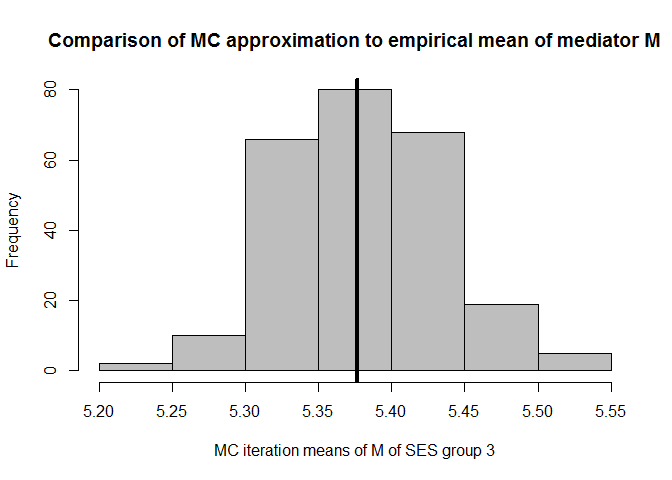 Comparison of MC approximation to empirical mean of mediator M
80
60
40
20
0
Frequency
5.20 5.25 5.30 5.35 5.40 5.45 5.50 5.55
MC iteration means of M of SES group 3